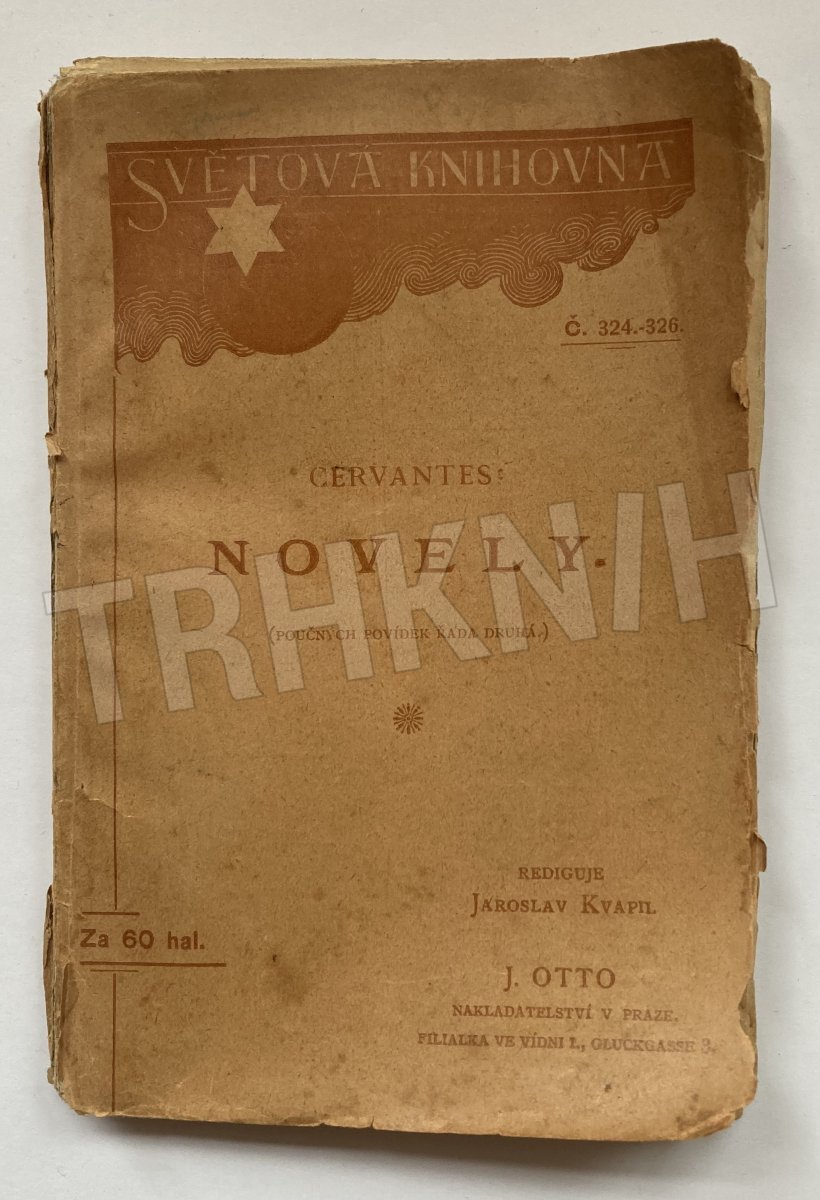 SVĚTOVÁ KNIHOVNA
Č. 324.-326.
CERVANTES:
NOVELY.
(POUČNÝCH POVÍDEK ŘADA DRUHÁ.)
TRHKNIH
REDIGUJE
JAROSLAV KVAPIL
Za 60 hal.
J. OTTO
NAKLADATELSTVÍ V PRAZE.
FILIALKA VE VÍDNI I., GLUCKGASSE 3.